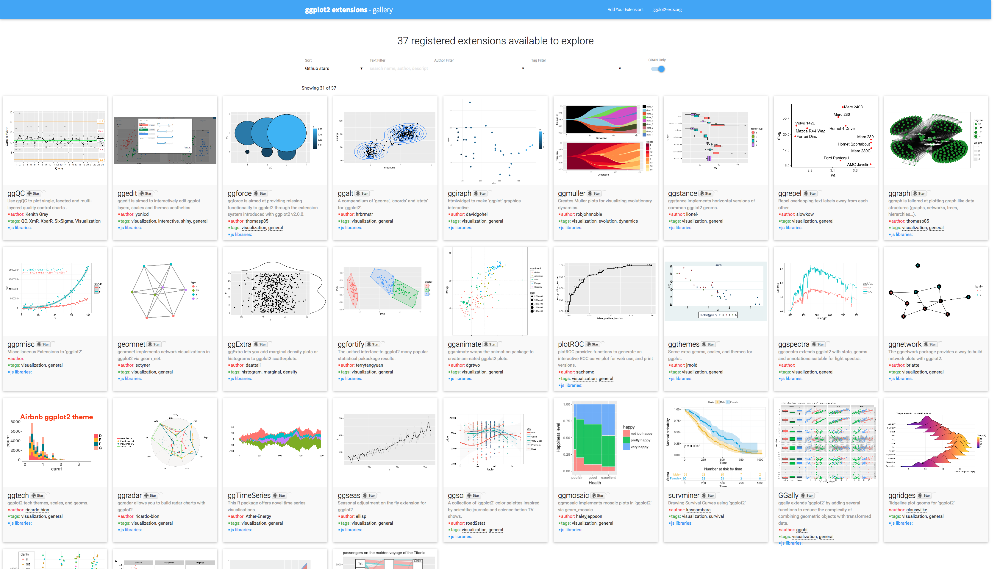 ggplot2 extensions - gallery
Add Your Extension!
ggplot2-exts.org
37 registered extensions available to explore
Sort
Text Filter
Author Filter
Tag Filter
CRAN Only
Github stars
search name, author, descript
Showing 31 of 37
ggQC Star
Use ggQC to plot single, faceted and multi-
layered quality control charts .
author: Kenith Grey
tags: QC, XmR, XbarR, SixSigma, Visualization
js libraries:
ggedit Star
ggedit is aimed to interactively edit ggplot
layers, scales and themes aesthetics
author: yonicd
tags: visualization, interactive, shiny, general
js libraries:
ggforce Star
ggforce is aimed at providing missing
functionality to ggplot2 through the extension
system introduced with ggplot2 v2.0.0.
author: thomasp85
tags: visualization, general
js libraries:
ggalt Star
A compendium of 'geoms', 'coords' and 'stats'
for 'ggplot2'.
author: hrbrmstr
tags: visualization, general
js libraries:
ggiraph Star
htmlwidget to make 'ggplot' graphics
interactive.
author: davidgohel
tags: visualization, general
js libraries:
ggmuller Star
Creates Muller plots for visualizing evolutionary
dynamics.
author: robjohnnoble
tags: visualization, evolution, dynamics
js libraries:
ggstance Star
ggstance implements horizontal versions of
common ggplot2 geoms.
author: lionel-
tags: visualization, general
js libraries:
Merc 240D
Merc 230
Volvo 142E
Mazda RX4 Wag
Hornet 4 Drive
Ferrari Dino
Merc 280
Hornet Sportabout
Merc 280C
Ford Pantera L
AMC Javelin
mpg
wt
ggrepel Star
Repel overlapping text labels away from each
other.
author: slowkow
tags: visualization, general
js libraries:
ggraph Star
ggraph is tailored at plotting graph-like data
structures (graphs, networks, trees,
hierarchies...).
author: thomasp85
tags: visualization, general
js libraries:
ggpmisc Star
Miscellaneous Extensions to 'ggplot2'.
author:
tags: visualization, general
js libraries:
geomnet Star
geomnet implements network visualizations in
ggplot2 via geom_net.
author: sctyner
tags: visualization, general
js libraries:
ggExtra Star
ggExtra lets you add marginal density plots or
histograms to ggplot2 scatterplots.
author: daattali
tags: histogram, marginal, density
js libraries:
ggfortify Star
The unified interface to ggplot2 many popular
statistical pakackage results.
author: terrytangyuan
tags: visualization, general
js libraries:
gganimate Star
gganimate wraps the animation package to
create animated ggplot2 plots.
author: dgrtwo
tags: visualization, general
js libraries:
plotROC Star
plotROC provides functions to generate an
interactive ROC curve plot for web use, and print
versions.
author: sachsmc
tags: visualization, general
js libraries:
ggthemes Star
Some extra geoms, scales, and themes for
ggplot.
author: jrnold
tags: visualization, general
js libraries:
ggspectra Star
ggspectra extends ggplot2 with stats, geoms
and annotations suitable for light spectra.
author:
tags: visualization, general
js libraries:
ggnetwork Star
The ggnetwork package provides a way to build
network plots with ggplot2.
author: briatte
tags: visualization, general
js libraries:
Airbnb ggplot2 theme
count
carat
ggtech Star
ggplot2 tech themes, scales, and geoms.
author: ricardo-bion
tags: visualization, general
js libraries:
ggradar Star
ggradar allows you to build radar charts with
ggplot2.
author: ricardo-bion
tags: visualization, general
js libraries:
ggTimeSeries Star
This R package offers novel time series
visualisations.
author: Ather-Energy
tags: visualization, general
js libraries:
ggseas Star
Seasonal adjustment on the fly extension for
ggplot2.
author: ellisp
tags: visualization, general
js libraries:
ggsci Star
A collection of 'ggplot2' color palettes inspired
by scientific journals and science fiction TV
shows.
author: road2stat
tags: visualization, general
js libraries:
happy
not too happy
pretty happy
very happy
Happiness level
Health
ggmosaic Star
ggmosaic implements mosaic plots in 'ggplot2'
via geom_mosaic.
author: haleyjeppson
tags: visualization, general
js libraries:
Strata Male Female
Survival probability
p = 0.0013
Time
Number at risk by time
survminer Star
Drawing Survival Curves using 'ggplot2'
author: kassambara
tags: visualization, survival
js libraries:
GGally Star
ggally extends 'ggplot2' by adding several
functions to reduce the complexity of
combining geometric objects with transformed
data.
author: ggobi
tags: visualization, general
js libraries:
Temperatures in Lincoln NE in 2016
ggridges Star
Ridgeline plot geoms for 'ggplot2'
author: clauswilke
tags: visualization, general
js libraries:
clarity
passengers on the maiden voyage of the Titanic
1st
Child